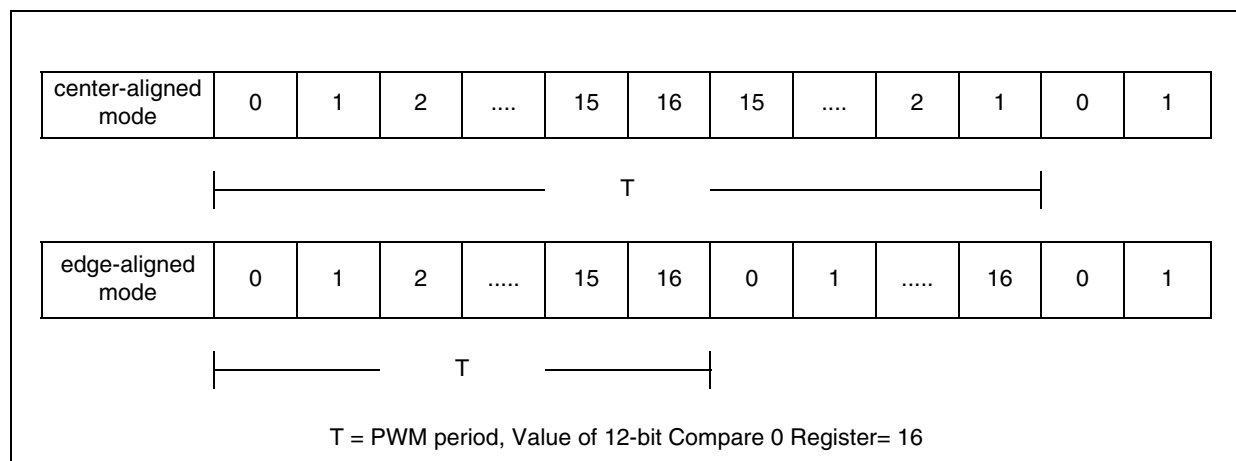 center-aligned
mode
0 1 2 .... 15 16 15 .... 2 1 0 1
T
edge-aligned
mode
0 1 2 ..... 15 16 0 1 ..... 16 0 1
T
T = PWM period, Value of 12-bit Compare 0 Register= 16